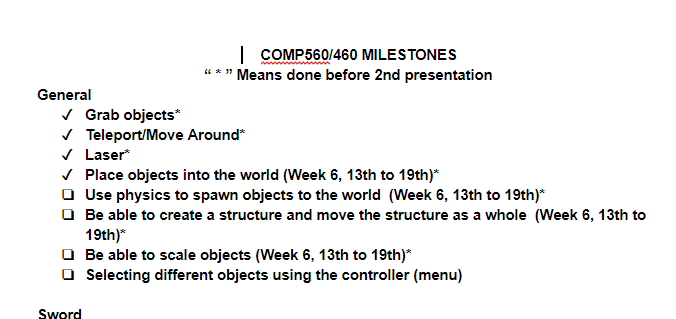 COMP560/460 MILESTONES
“ * ” Means done before 2nd presentation
General
✓ Grab objects*
✓ Teleport/Move Around*
✓ Laser*
✓ Place objects into the world (Week 6, 13th to 19th)*
❑ Use physics to spawn objects to the world (Week 6, 13th to 19th)*
❑ Be able to create a structure and move the structure as a whole (Week 6, 13th to
19th)*
❑ Be able to scale objects (Week 6, 13th to 19th)*
❑ Selecting different objects using the controller (menu)
Sword